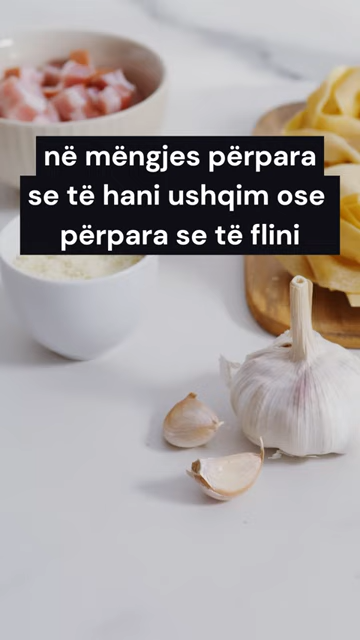 në mëngjes përpara
se të hani ushqim ose
përpara se të flini